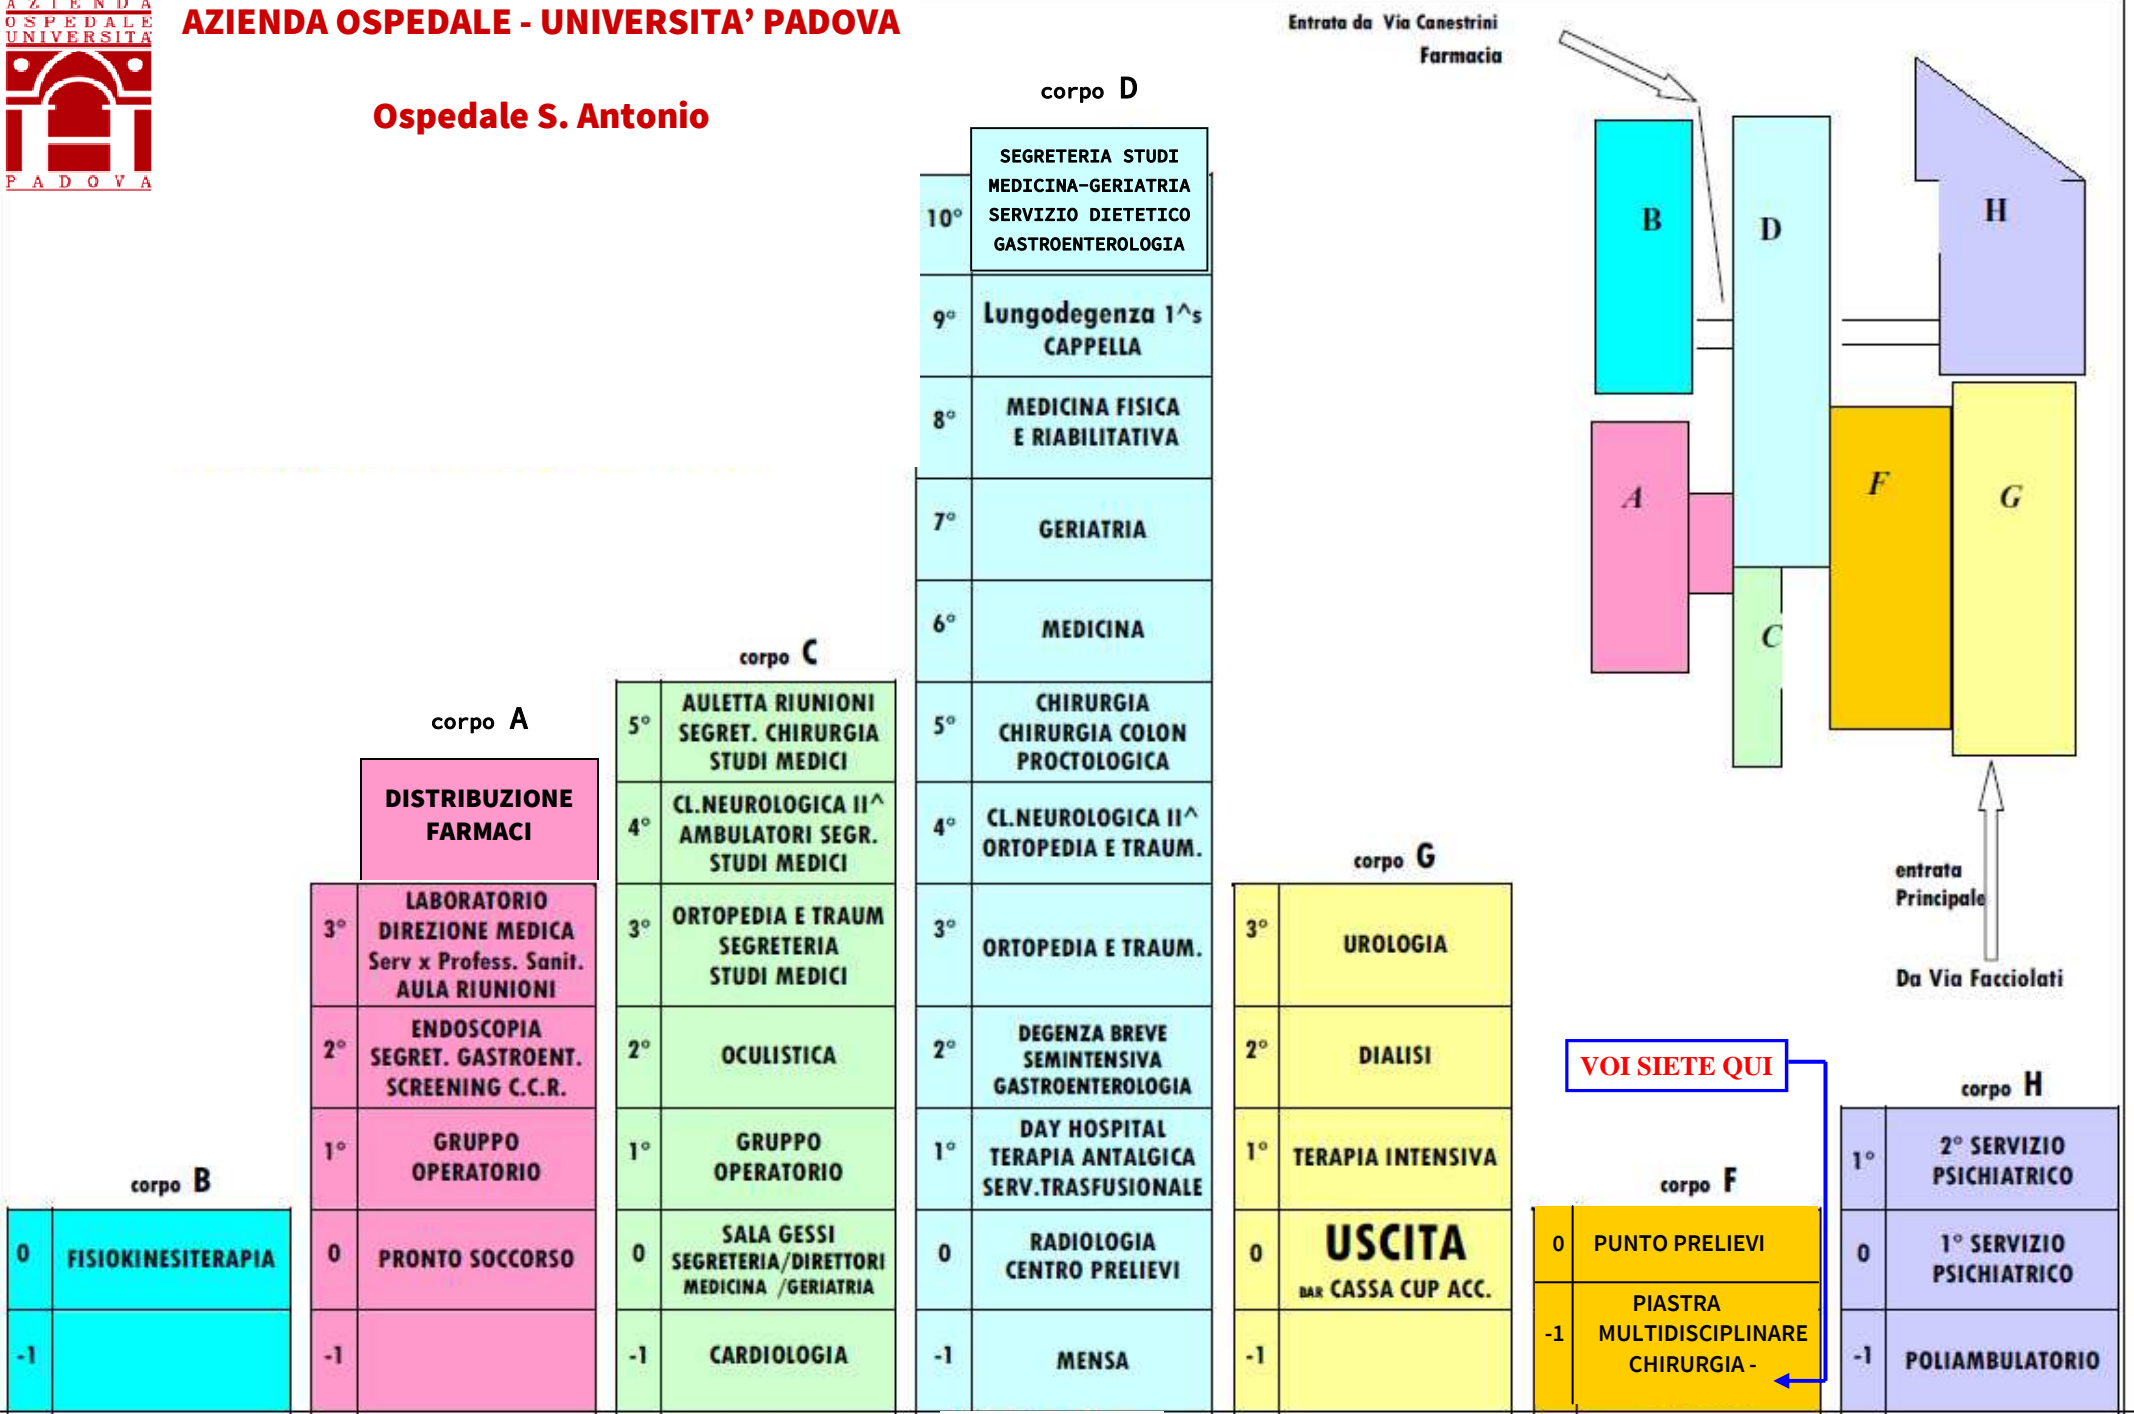 AZIENDA
OSPEDALE
UNIVERSITA'
PADOVA
AZIENDA OSPEDALE - UNIVERSITA’ PADOVA
Ospedale S. Antonio
Entrata da Via Canestrini
Farmacia
B
D
H
A
F
G
C
entrata
Principale
Da Via Facciolati
VOI SIETE QUI
corpo B
0 FISIOKINESITERAPIA
-1
corpo A
DISTRIBUZIONE
FARMACI
3°
LABORATORIO
DIREZIONE MEDICA
Serv x Profess. Sanit.
AULA RIUNIONI
2°
ENDOSCOPIA
SEGRET. GASTROENT.
SCREENING C.C.R.
1°
GRUPPO
OPERATORIO
0 PRONTO SOCCORSO
-1
corpo C
5°
AULETTA RIUNIONI
SEGRET. CHIRURGIA
STUDI MEDICI
4°
CL.NEUROLOGICA II^
AMBULATORI SEGR.
STUDI MEDICI
3°
ORTOPEDIA E TRAUM
SEGRETERIA
STUDI MEDICI
2° OCULISTICA
1°
GRUPPO
OPERATORIO
0
SALA GESSI
SEGRETERIA/DIRETTORI
MEDICINA /GERIATRIA
-1 CARDIOLOGIA
corpo D
10°
SEGRETERIA STUDI
MEDICINA-GERIATRIA
SERVIZIO DIETETICO
GASTROENTEROLOGIA
9°
Lungodegenza 1^s
CAPPELLA
8°
MEDICINA FISICA
E RIABILITATIVA
7° GERIATRIA
6° MEDICINA
5°
CHIRURGIA
CHIRURGIA COLON
PROCTOLOGICA
4°
CL.NEUROLOGICA II^
ORTOPEDIA E TRAUM.
3° ORTOPEDIA E TRAUM.
2°
DEGENZA BREVE
SEMINTENSIVA
GASTROENTEROLOGIA
1°
DAY HOSPITAL
TERAPIA ANTALGICA
SERV.TRASFUSIONALE
0
RADIOLOGIA
CENTRO PRELIEVI
-1 MENSA
corpo G
3° UROLOGIA
2° DIALISI
1° TERAPIA INTENSIVA
0
USCITA
BAR CASSA CUP ACC.
-1
corpo F
0 PUNTO PRELIEVI
-1
PIASTRA
MULTIDISCIPLINARE
CHIRURGIA -
corpo H
1°
2° SERVIZIO
PSICHIATRICO
0
1° SERVIZIO
PSICHIATRICO
-1 POLIAMBULATORIO